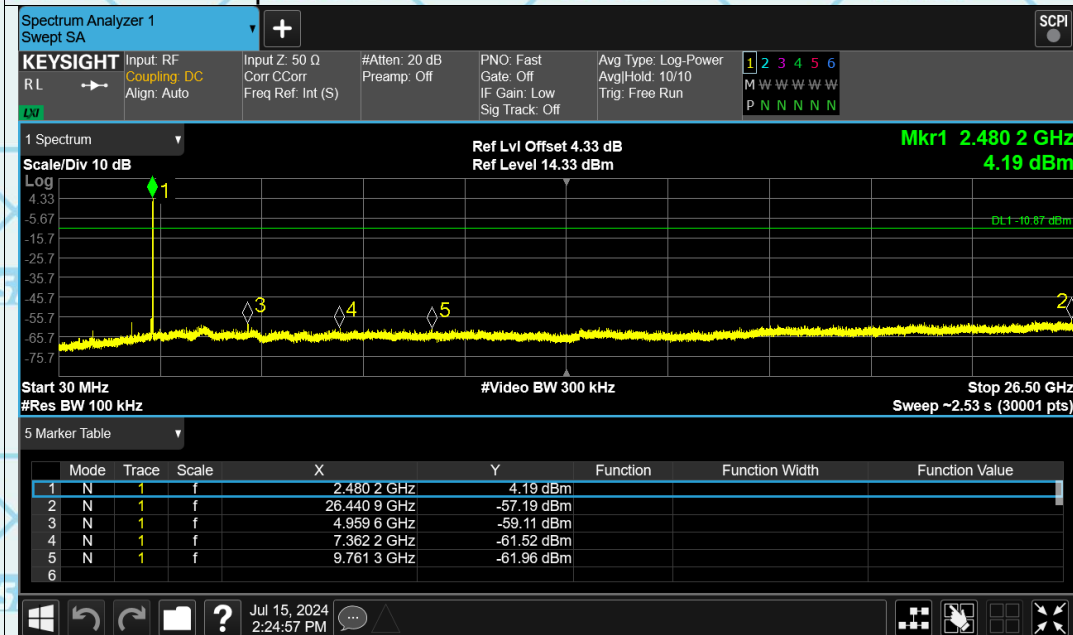 Spectrum Analyzer 1
Swept SA
+
SCPI
KEYSIGHT
RL
LXI
Input: RF
Coupling: DC
Align: Auto
Input Z: 50 Ω
Corr CCorr
Freq Ref: Int (S)
#Atten: 20 dB
Preamp: Off
PNO: Fast
Gate: Off
IF Gain: Low
Sig Track: Off
Avg Type: Log-Power
Avg|Hold: 10/10
Trig: Free Run
1 2 3 4 5 6
M W W W W W
P N N N N N
1 Spectrum
Scale/Div 10 dB
Ref Lvl Offset 4.33 dB
Ref Level 14.33 dBm
Mkr1 2.480 2 GHz
4.19 dBm
Log
4.33
-5.67
-15.7
-25.7
-35.7
-45.7
-55.7
-65.7
-75.7
1
DL1 -10.87 dBm
3
4
5
2
Start 30 MHz
#Res BW 100 kHz
#Video BW 300 kHz
Stop 26.50 GHz
Sweep ~2.53 s (30001 pts)
5 Marker Table
Mode Trace Scale X Y Function Function Width Function Value
1 N 1 f 2.480 2 GHz 4.19 dBm
2 N 1 f 26.440 9 GHz -57.19 dBm
3 N 1 f 4.959 6 GHz -59.11 dBm
4 N 1 f 7.362 2 GHz -61.52 dBm
5 N 1 f 9.761 3 GHz -61.96 dBm
6
?
Jul 15, 2024
2:24:57 PM